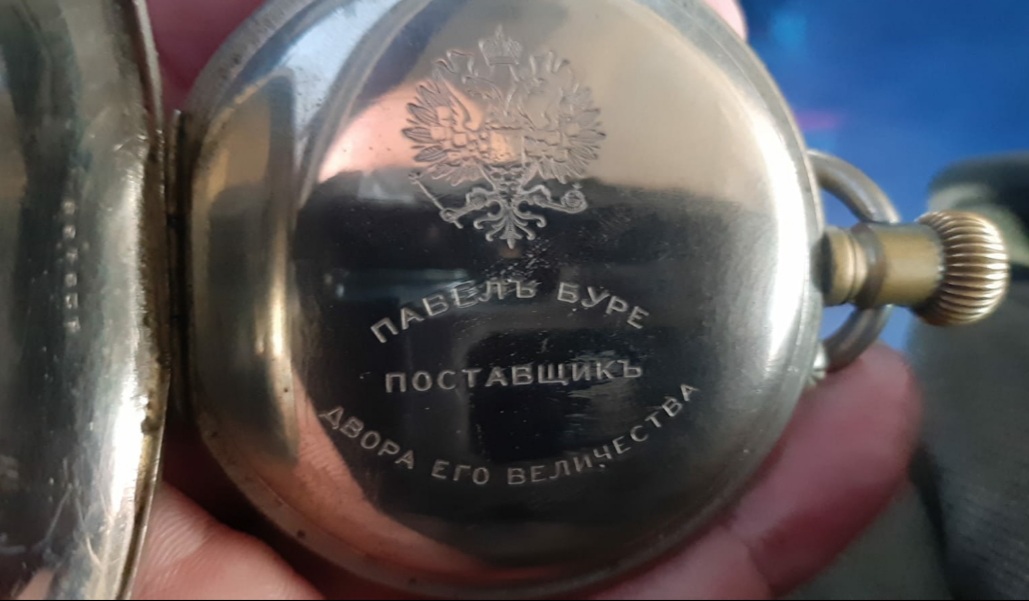 ПАВЕЛЪ БУРЕ
ПОСТАВЩИКЪ
ДВОРА ЕГО ВЕЛИЧЕСТВА